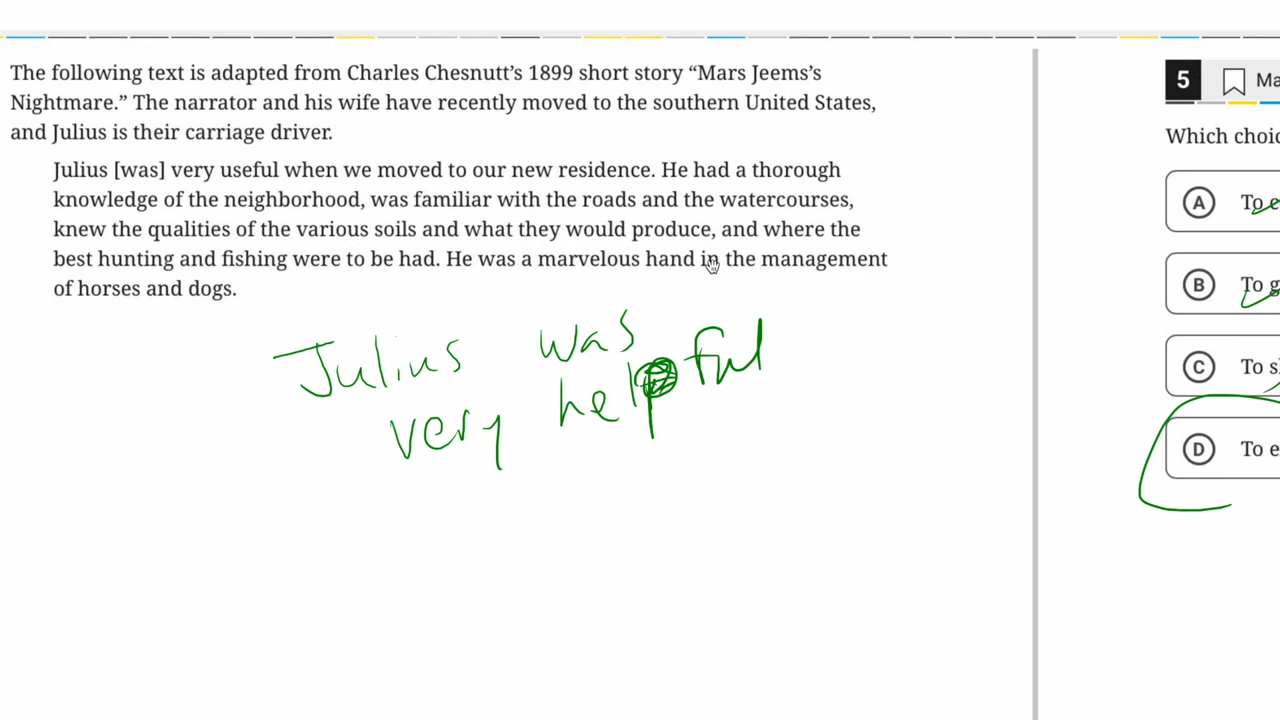 The following text is adapted from Charles Chesnutt’s 1899 short story “Mars Jeems’s
Nightmare.” The narrator and his wife have recently moved to the southern United States,
and Julius is their carriage driver.
Julius [was] very useful when we moved to our new residence. He had a thorough
knowledge of the neighborhood, was familiar with the roads and the watercourses,
knew the qualities of the various soils and what they would produce, and where the
best hunting and fishing were to be had. He was a marvelous hand in the management
of horses and dogs.
Julius was
very helpful
5 Ma
Which choic
A To e
B To g
C To s
D To e